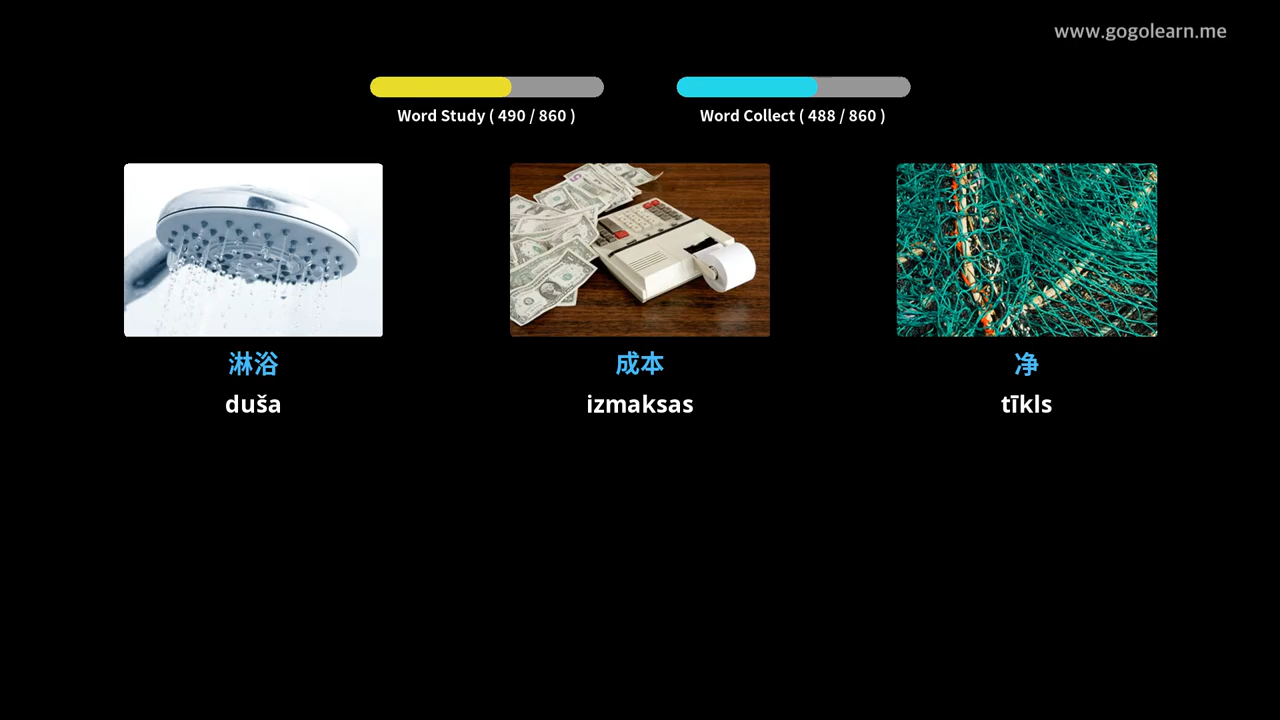 www.gogolearn.me
Word Study ( 490 / 860 )
Word Collect ( 488 / 860 )
淋浴
duša
成本
izmaksas
净
tīkls